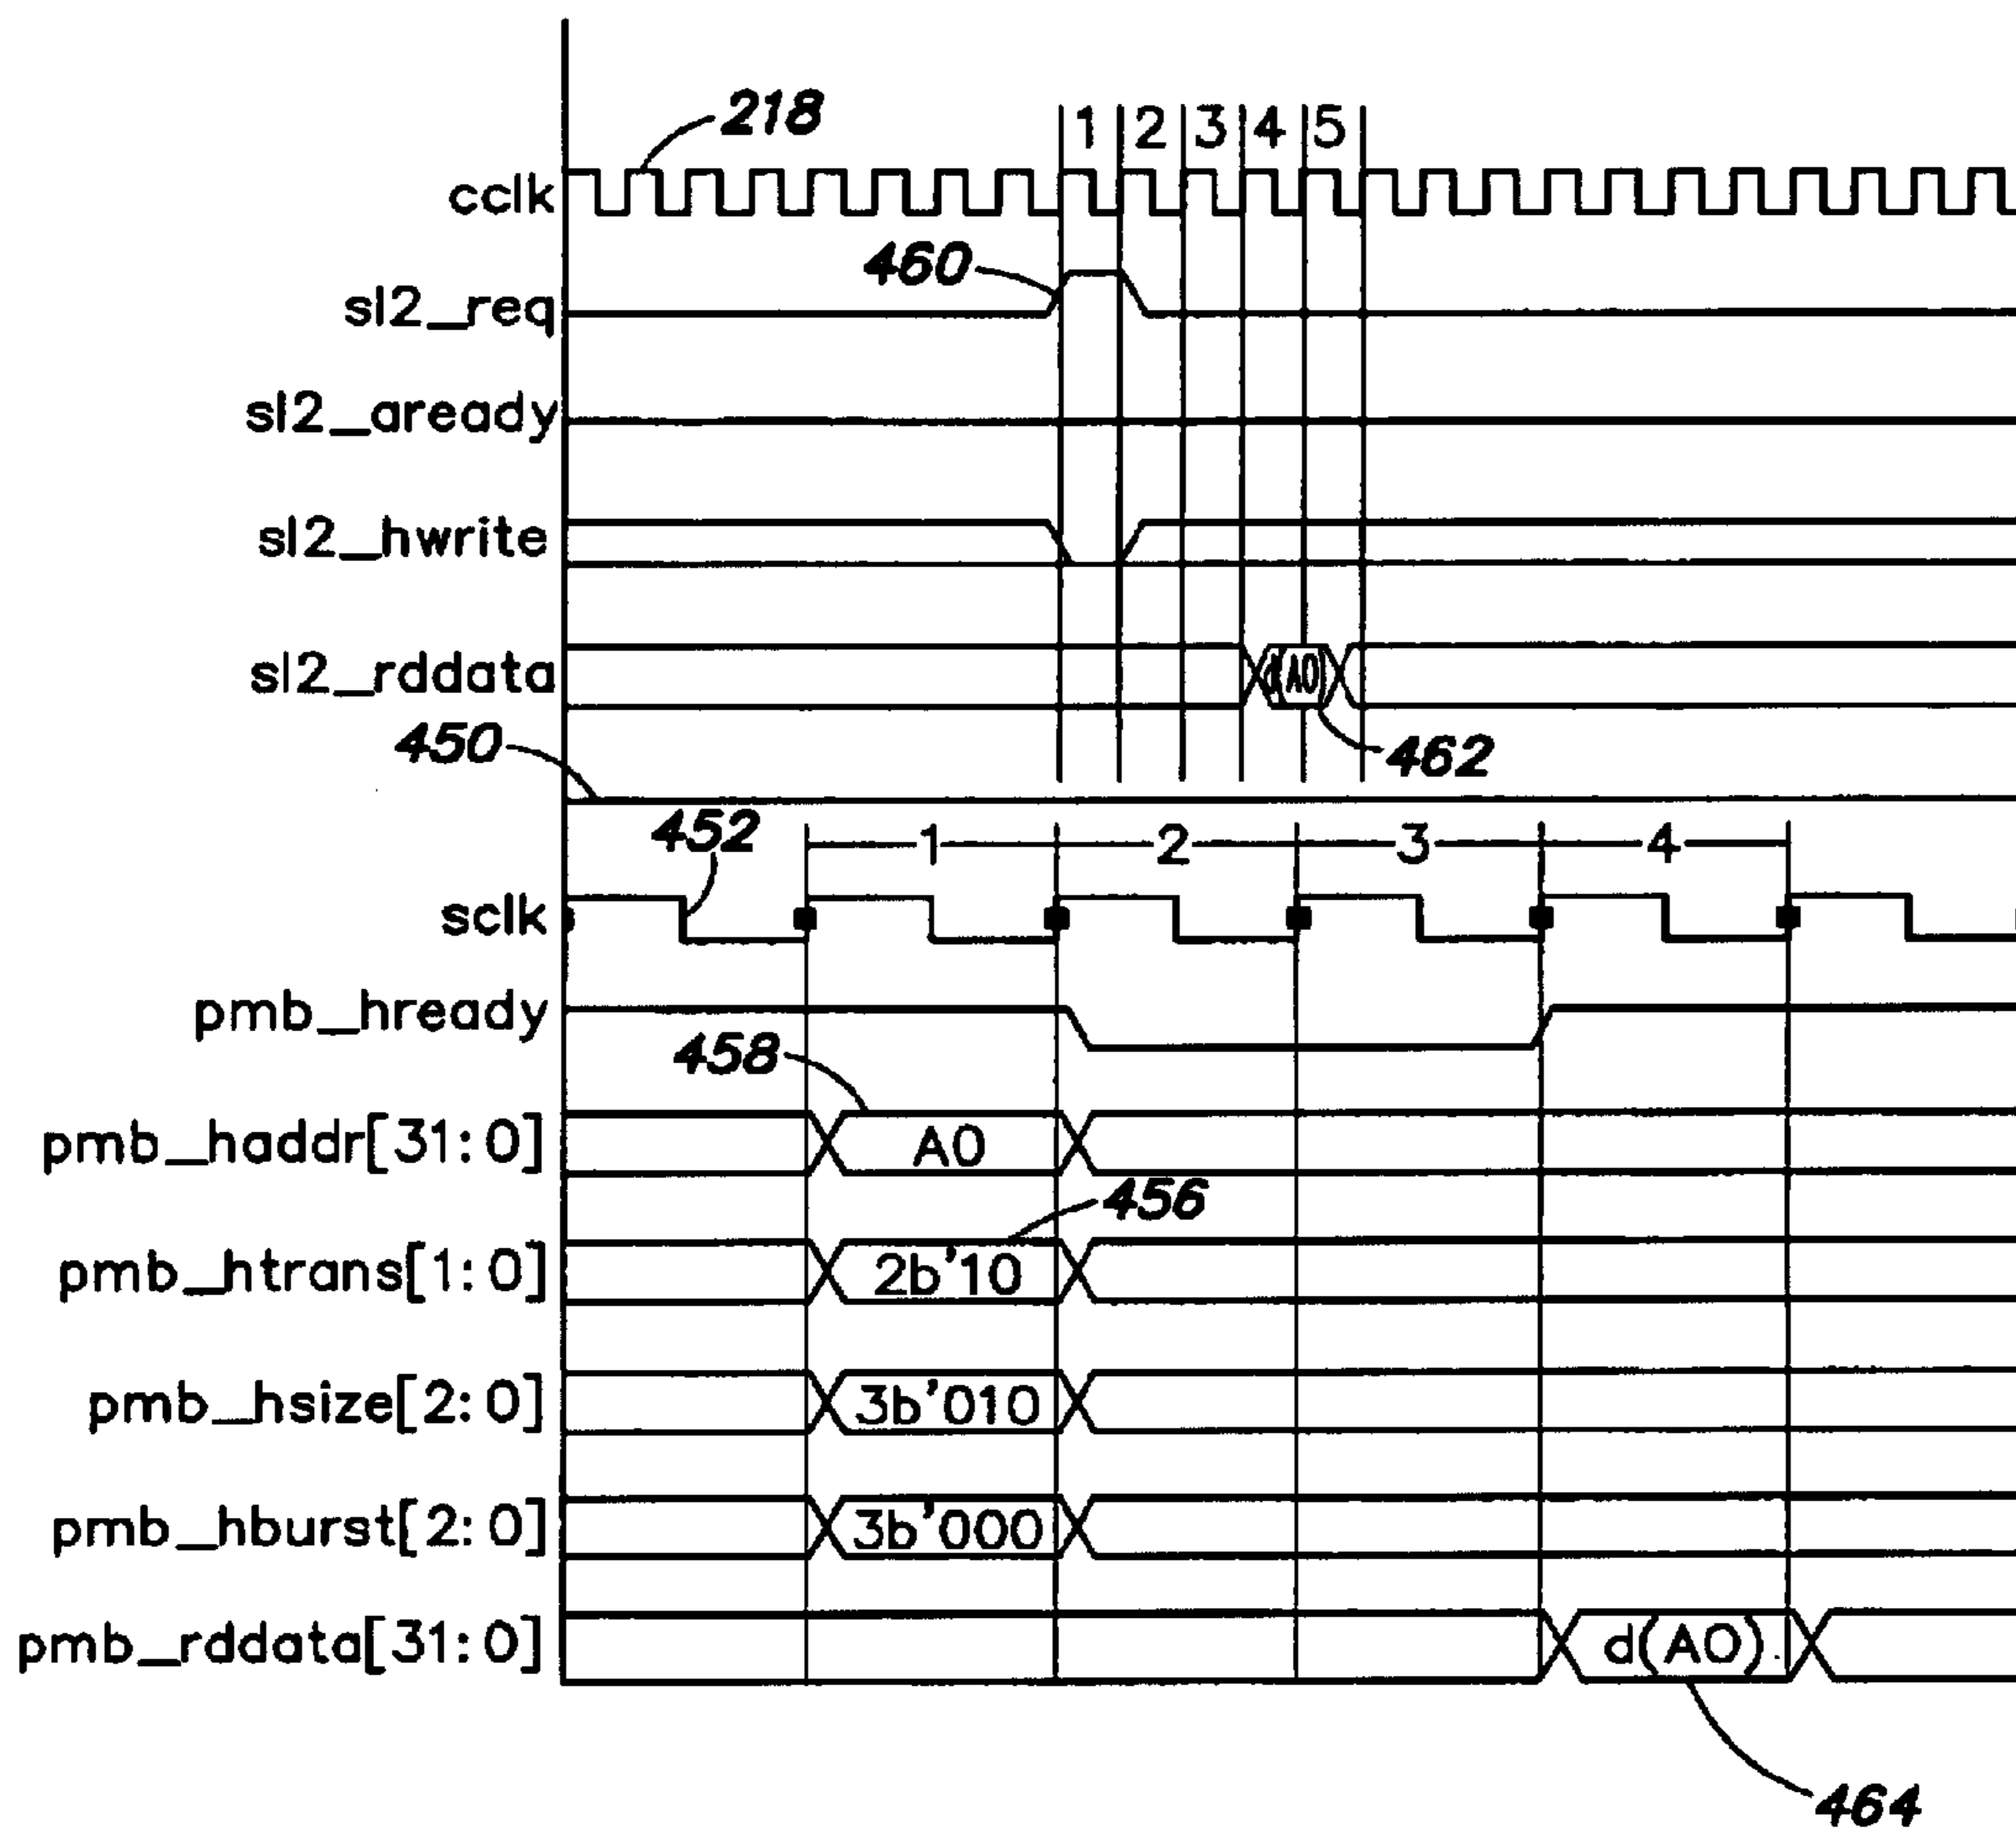 218
1 2 3 4 5
cclk
460
sl2_req
sl2_aready
sl2_hwrite
sl2_rddata
d(A0)
450
462
452
1 2 3 4
sclk
pmb_hready
458
pmb_haddr[31:0]
A0
456
pmb_htrans[1:0]
2b'10
pmb_hsize[2:0]
3b'010
pmb_hburst[2:0]
3b'000
pmb_rddata[31:0]
d(A0)
464